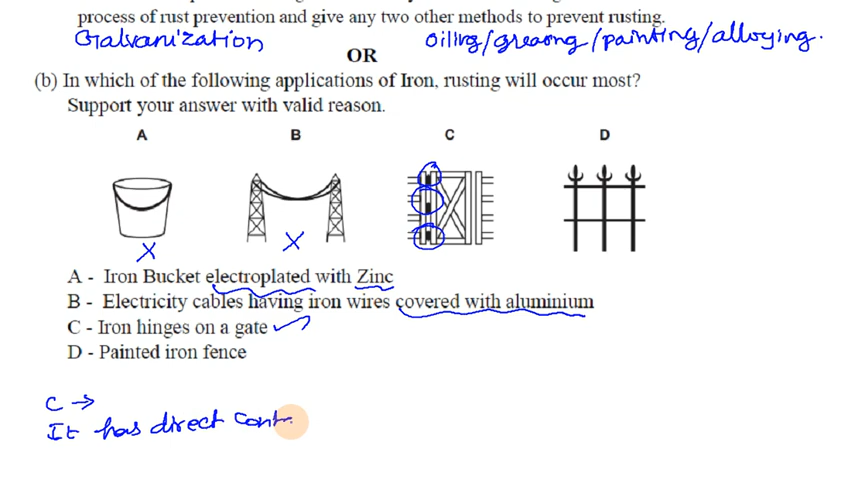 process of rust prevention and give any two other methods to prevent rusting.
Galvanization oiling/greasing/painting/alloying.
OR
(b) In which of the following applications of Iron, rusting will occur most?
Support your answer with valid reason.
A B C D
A - Iron Bucket electroplated with Zinc
B - Electricity cables having iron wires covered with aluminium
C - Iron hinges on a gate
D - Painted iron fence
C →
It has direct cont